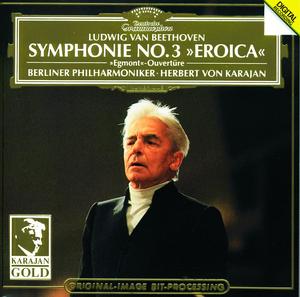 DIGITAL
RECORDING
Deutsche
Grammophon
LUDWIG VAN BEETHOVEN
SYMPHONIE NO. 3 »EROICA«
»Egmont«-Ouvertüre
BERLINER PHILHARMONIKER · HERBERT VON KARAJAN
KARAJAN
GOLD
ORIGINAL-IMAGE BIT-PROCESSING